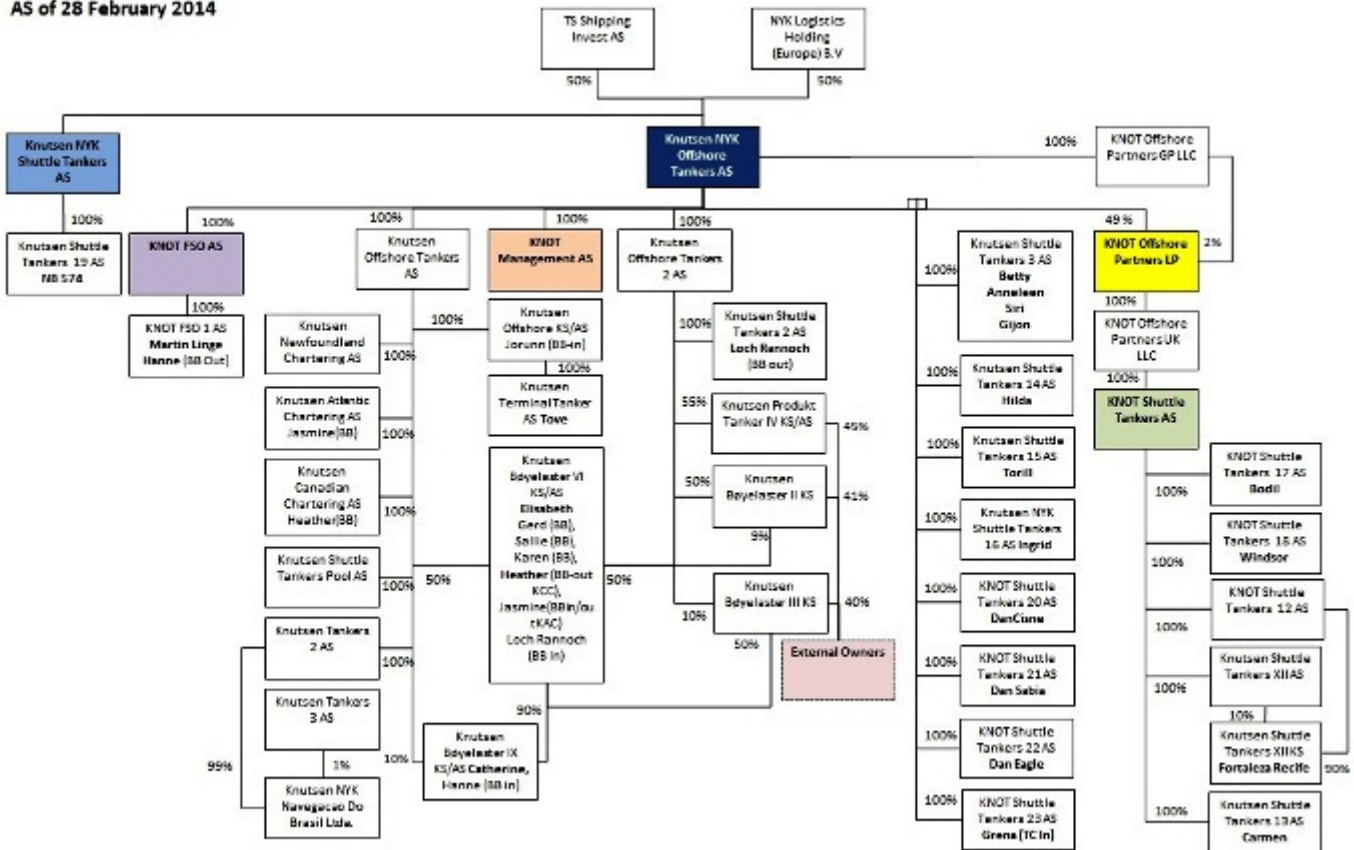 AS of 28 February 2014
TS Shipping
Invest AS
NYK Logistics
Holding
(Europe) B.V
50%
50%
Knutsen NYK
Shuttle Tankers
AS
Knutsen NYK
Offshore
Tankers AS
100%
KNOT Offshore
Partners GP LLC
100%
100%
100%
100%
100%
49%
2%
Knutsen Shuttle
Tankers 19 AS
NB 574
KNOT FSO AS
Knutsen
Offshore Tankers
AS
KNOT
Management AS
Knutsen
Offshore Tankers
2 AS
KNOT Offshore
Partners LP
100%
KNOT FSO 1 AS
Martin Linge
Hanne (BB Out)
100%
KNOT Offshore
Partners UK
LLC
100%
KNOT Shuttle
Tankers AS
Knutsen
Newfoundland
Chartering AS
100%
Knutsen Atlantic
Chartering AS
Jasmine(BB)
100%
Knutsen
Canadian
Chartering AS
Heather(BB)
100%
Knutsen Shuttle
Tankers Pool AS
100%
Knutsen Tankers
2 AS
100%
Knutsen Tankers
3 AS
99%
1%
Knutsen NYK
Navegacao Do
Brasil Ltda.
100%
Knutsen
Offshore KS/AS
Jorunn (BB-in)
100%
Knutsen
Terminal Tanker
AS Tove
50%
Knutsen
Bøyelaster VI
KS/AS
Elisabeth
Gerd (BB),
Sallie (BB),
Karen (BB),
Heather (BB-out
KCC),
Jasmine(BBin/ou
tKAC)
Loch Rannoch
(BB in)
50%
90%
10%
Knutsen
Bøyelaster IX
KS/AS Catherine,
Hanne (BB in)
100%
Knutsen Shuttle
Tankers 2 AS
Loch Rannoch
(BB out)
55%
Knutsen Produkt
Tanker IV KS/AS
45%
50%
Knutsen
Bøyelaster II KS
41%
9%
10%
Knutsen
Bøyelaster III KS
40%
50%
External Owners
100%
Knutsen Shuttle
Tankers 3 AS
Betty
Anneleen
Siri
Gijon
100%
Knutsen Shuttle
Tankers 14 AS
Hilda
100%
Knutsen Shuttle
Tankers 15 AS
Torill
100%
Knutsen NYK
Shuttle Tankers
16 AS Ingrid
100%
KNOT Shuttle
Tankers 20 AS
DanCisne
100%
KNOT Shuttle
Tankers 21 AS
Dan Sabia
100%
KNOT Shuttle
Tankers 22 AS
Dan Eagle
100%
KNOT Shuttle
Tankers 23 AS
Grena [TC In]
100%
KNOT Shuttle
Tankers 17 AS
Bodil
100%
KNOT Shuttle
Tankers 18 AS
Windsor
100%
KNOT Shuttle
Tankers 12 AS
100%
Knutsen Shuttle
Tankers XII AS
10%
Knutsen Shuttle
Tankers XII KS
Fortaleza Recife
90%
100%
Knutsen Shuttle
Tankers 13 AS
Carmen